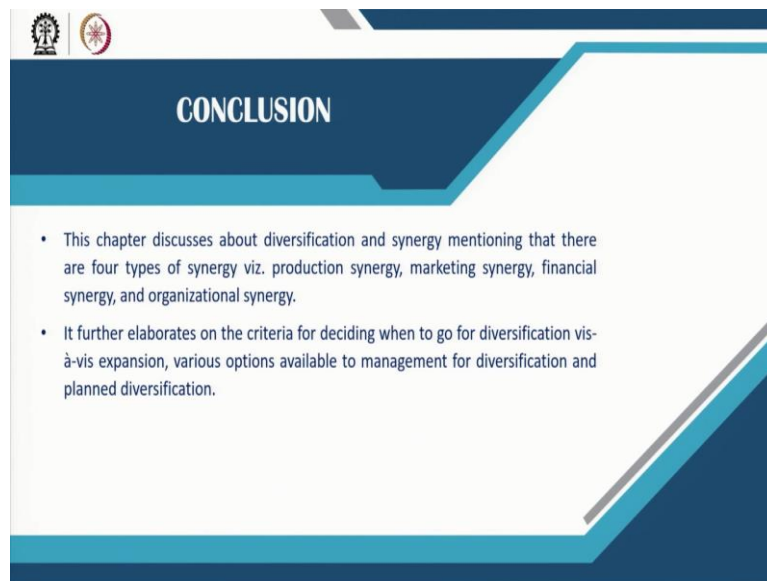 CONCLUSION
• This chapter discusses about diversification and synergy mentioning that there
are four types of synergy viz. production synergy, marketing synergy, financial
synergy, and organizational synergy.
• It further elaborates on the criteria for deciding when to go for diversification vis-
à-vis expansion, various options available to management for diversification and
planned diversification.